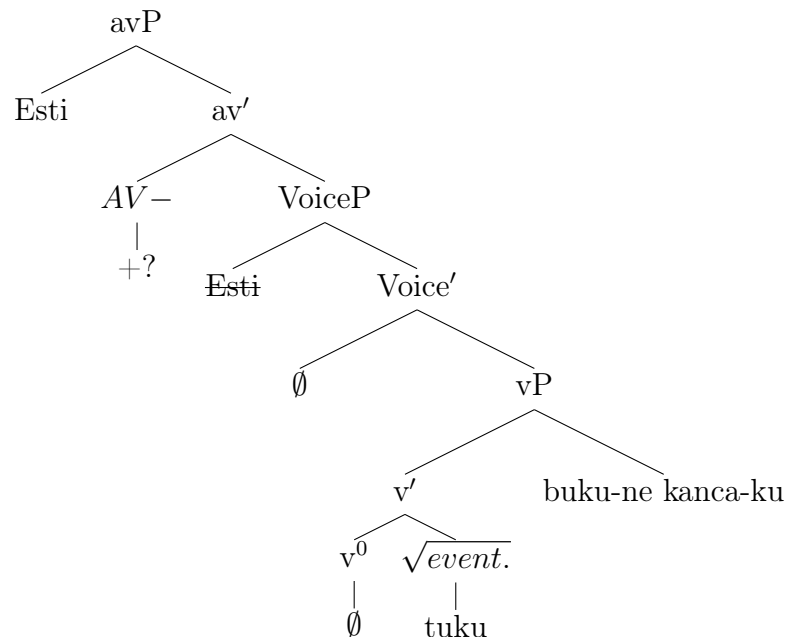 avP
Esti av′
AV− VoiceP
+? Esti Voice′
∅ vP
v′ buku-ne kanca-ku
v⁰ √event.
∅ tuku